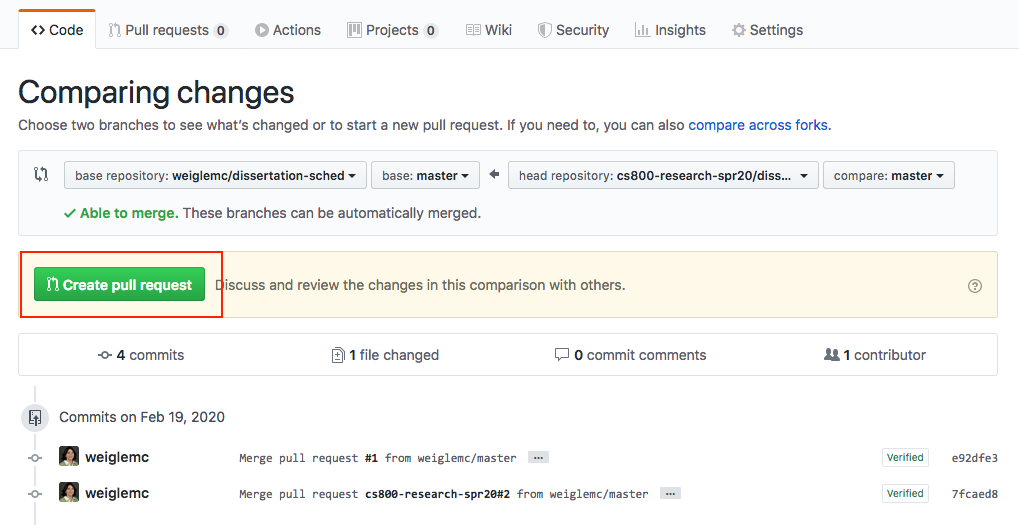 Code Pull requests 0 Actions Projects 0 Wiki Security Insights Settings
Comparing changes
Choose two branches to see what's changed or to start a new pull request. If you need to, you can also compare across forks.
base repository: weiglemc/dissertation-sched base: master head repository: cs800-research-spr20/diss... compare: master
Able to merge. These branches can be automatically merged.
Create pull request Discuss and review the changes in this comparison with others.
4 commits 1 file changed 0 commit comments 1 contributor
Commits on Feb 19, 2020
weiglemc Merge pull request #1 from weiglemc/master ... Verified e92dfe3
weiglemc Merge pull request cs800-research-spr20#2 from weiglemc/master ... Verified 7fcaed8